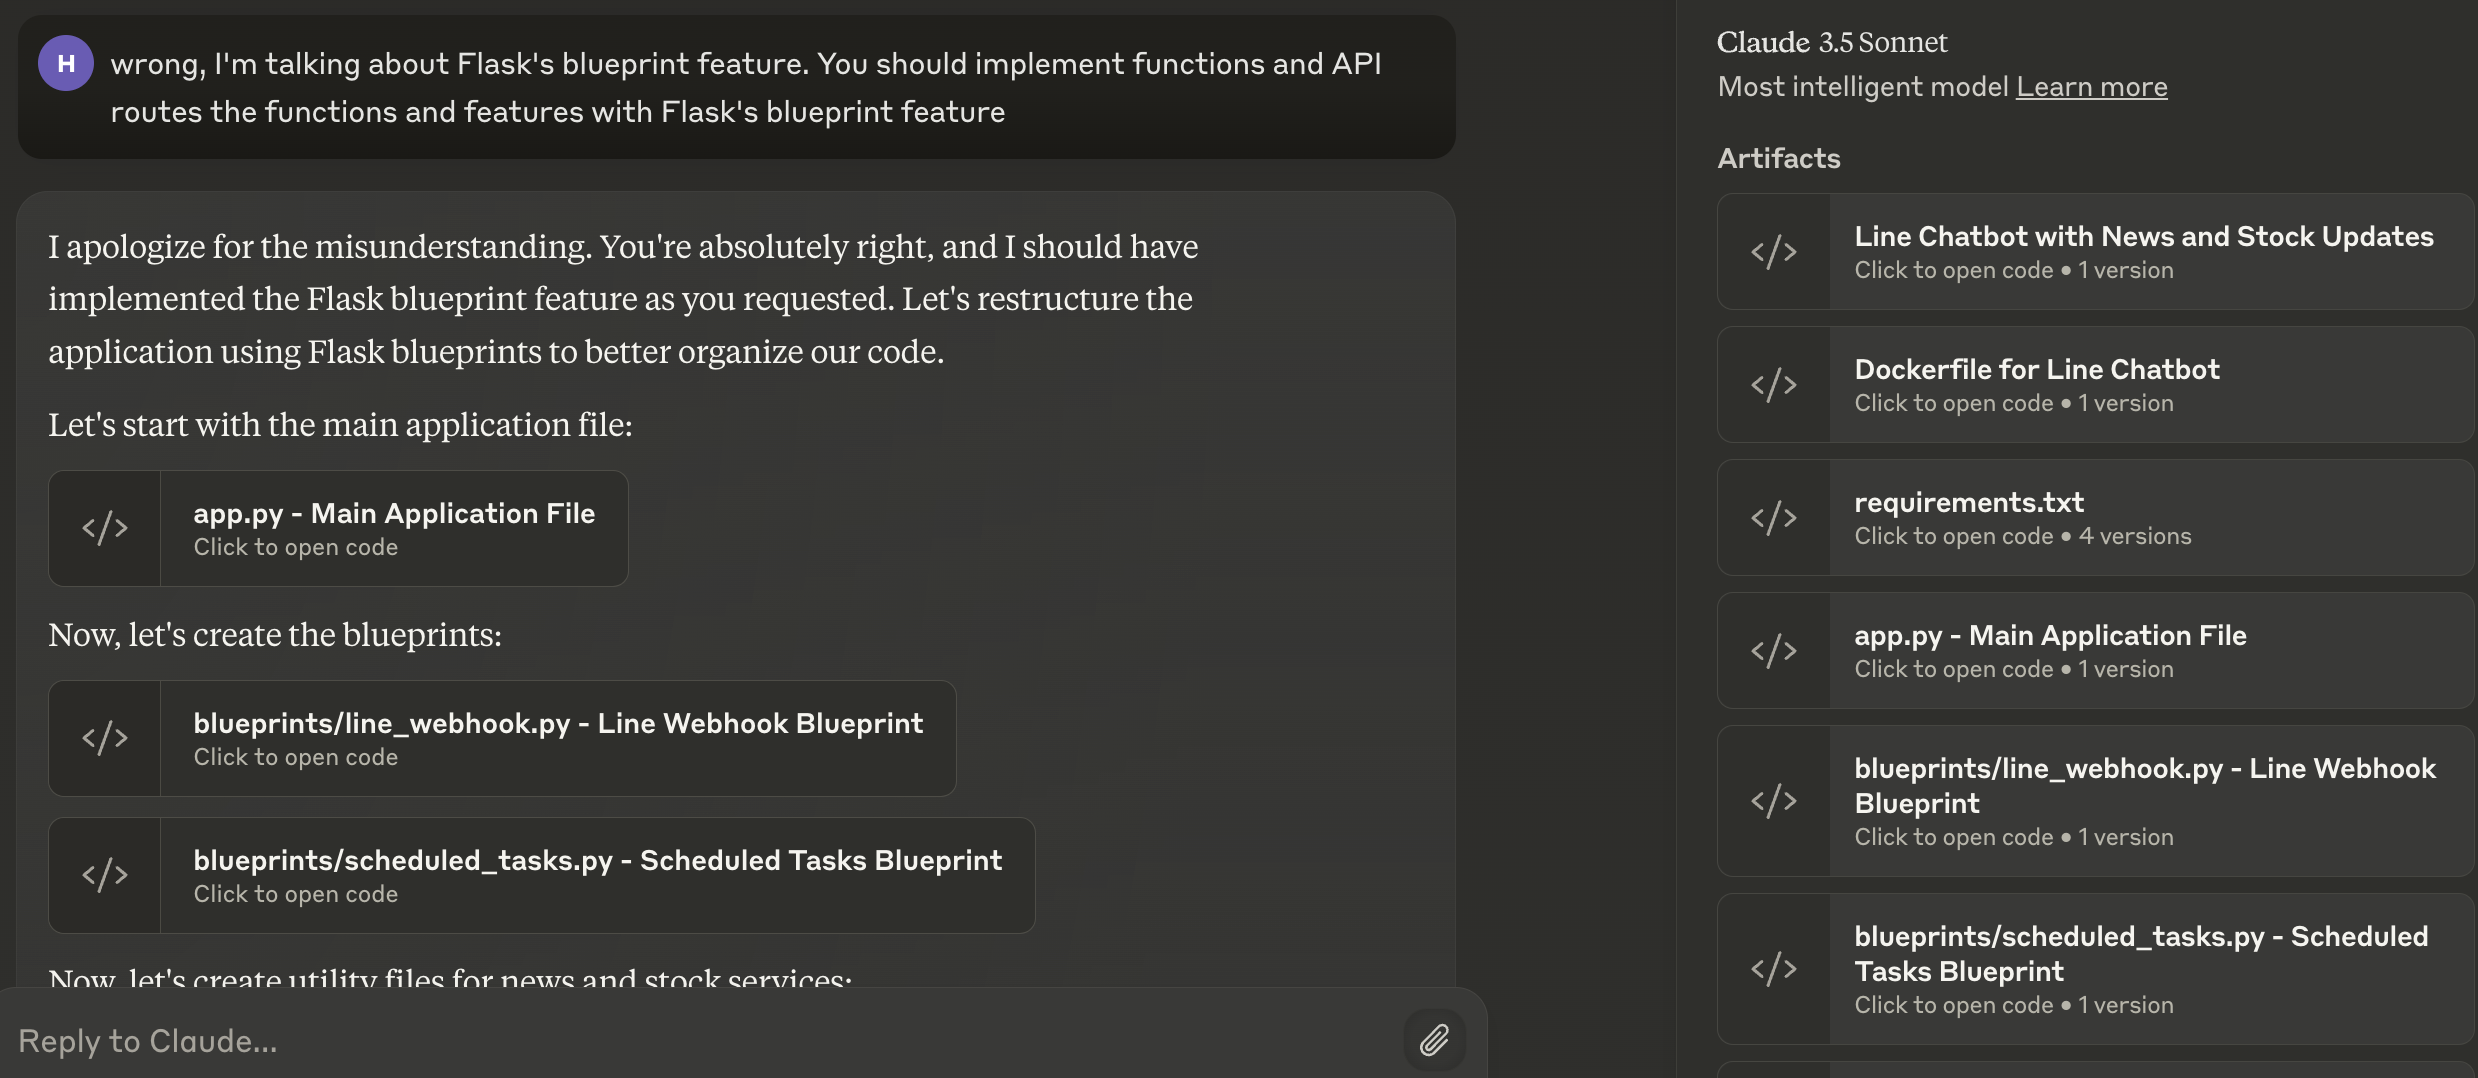 H
wrong, I'm talking about Flask's blueprint feature. You should implement functions and API
routes the functions and features with Flask's blueprint feature
I apologize for the misunderstanding. You're absolutely right, and I should have
implemented the Flask blueprint feature as you requested. Let's restructure the
application using Flask blueprints to better organize our code.
Let's start with the main application file:
</>
app.py - Main Application File
Click to open code
Now, let's create the blueprints:
</>
blueprints/line_webhook.py - Line Webhook Blueprint
Click to open code
</>
blueprints/scheduled_tasks.py - Scheduled Tasks Blueprint
Click to open code
Now, let's create utility files for news and stock services:
Reply to Claude...
Claude 3.5 Sonnet
Most intelligent model Learn more
Artifacts
</>
Line Chatbot with News and Stock Updates
Click to open code • 1 version
</>
Dockerfile for Line Chatbot
Click to open code • 1 version
</>
requirements.txt
Click to open code • 4 versions
</>
app.py - Main Application File
Click to open code • 1 version
</>
blueprints/line_webhook.py - Line Webhook
Blueprint
Click to open code • 1 version
</>
blueprints/scheduled_tasks.py - Scheduled
Tasks Blueprint
Click to open code • 1 version